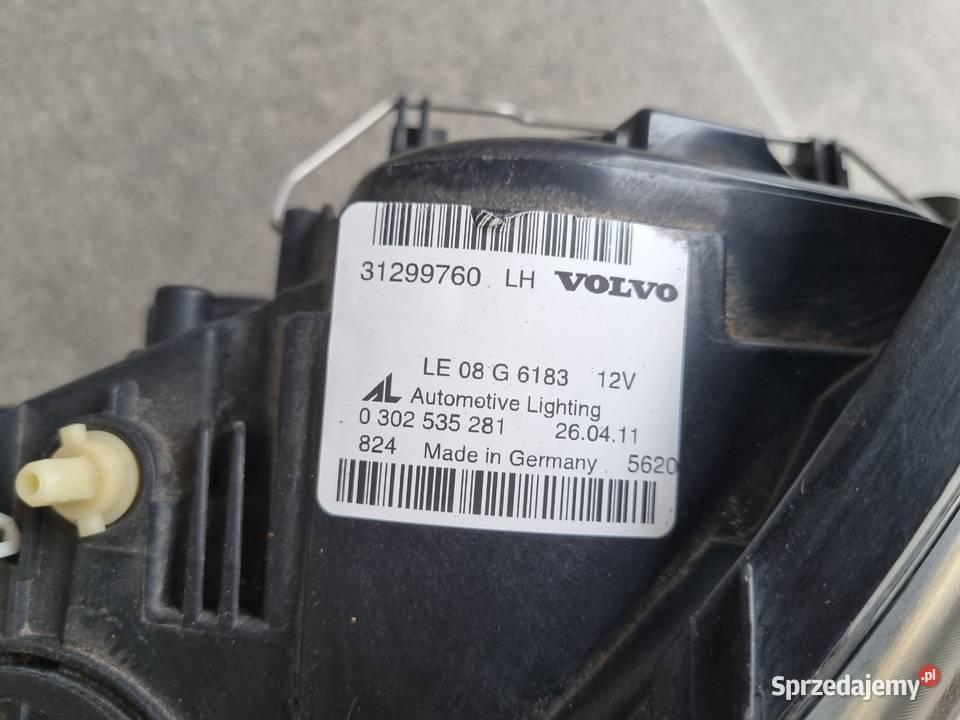 31299760 LH VOLVO
LE 08 G 6183 12V
AL Automotive Lighting
0 302 535 281 26.04.11
824 Made in Germany 5620
Sprzedajemy.pl